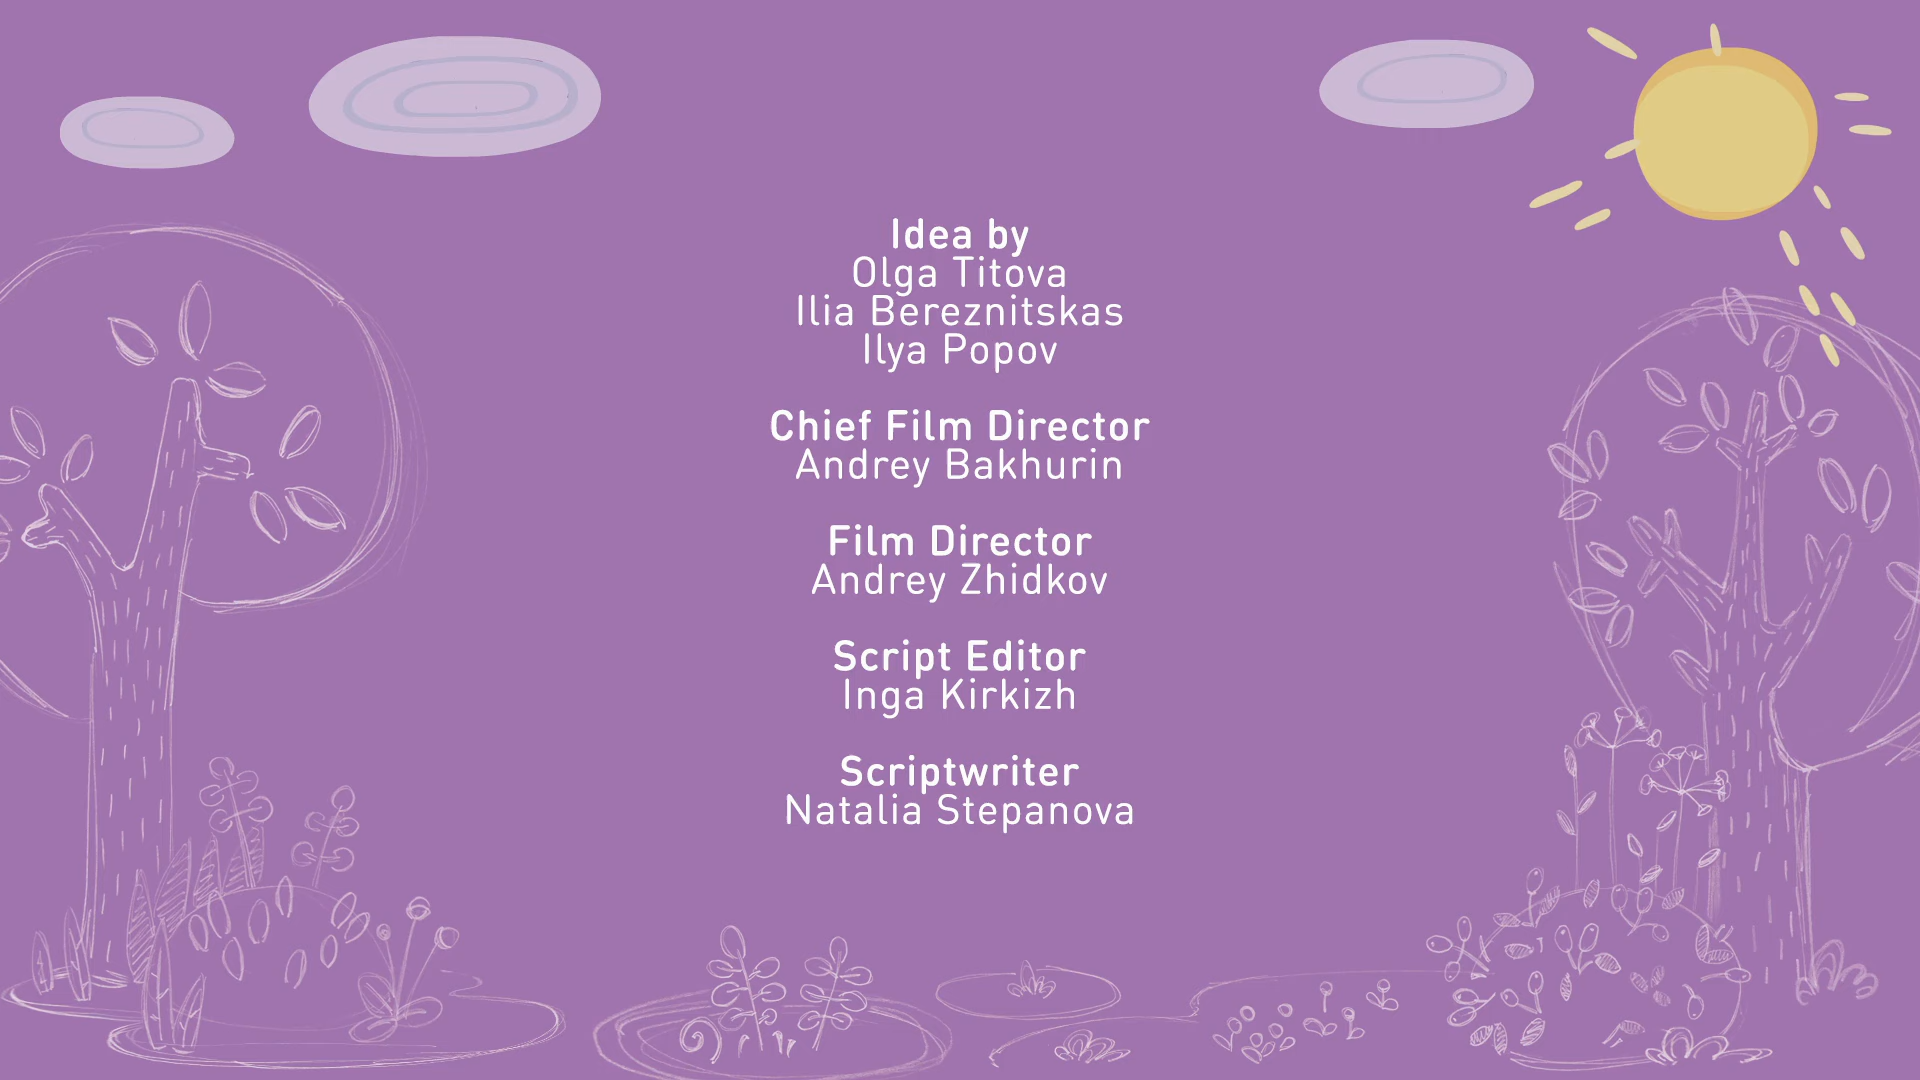 Idea by
Olga Titova
Ilia Bereznitskas
Ilya Popov
Chief Film Director
Andrey Bakhurin
Film Director
Andrey Zhidkov
Script Editor
Inga Kirkizh
Scriptwriter
Natalia Stepanova